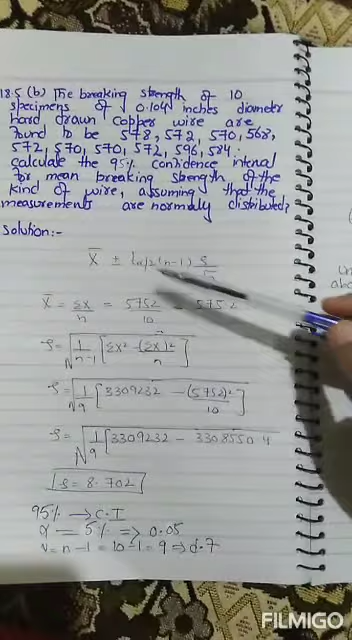 18.5 (b) The breaking strength of 10
specimens of 0.104 inches diameter
hard drawn copper wire are
found to be 578, 572, 570, 568,
572, 570, 570, 572, 596, 584.
calculate the 95% confidence interval
for mean breaking strength of the
kind of wire, assuming that the
measurements are normally distributed?
Solution:-
X̄ ± tα/2 (n-1) S
X̄ = ΣX/n = 5752/10 = 575.2
S = √1/n-1 [ΣX² - (ΣX)²/n
S = √1/9 [3309232 - (5752)²/10
S = √1/9 [3309232 - 3308550.4
S = 8.702
95% → C.I
α = 5% => 0.05
V = n-1 = 10-1 = 9 => d.f
FILMIGO